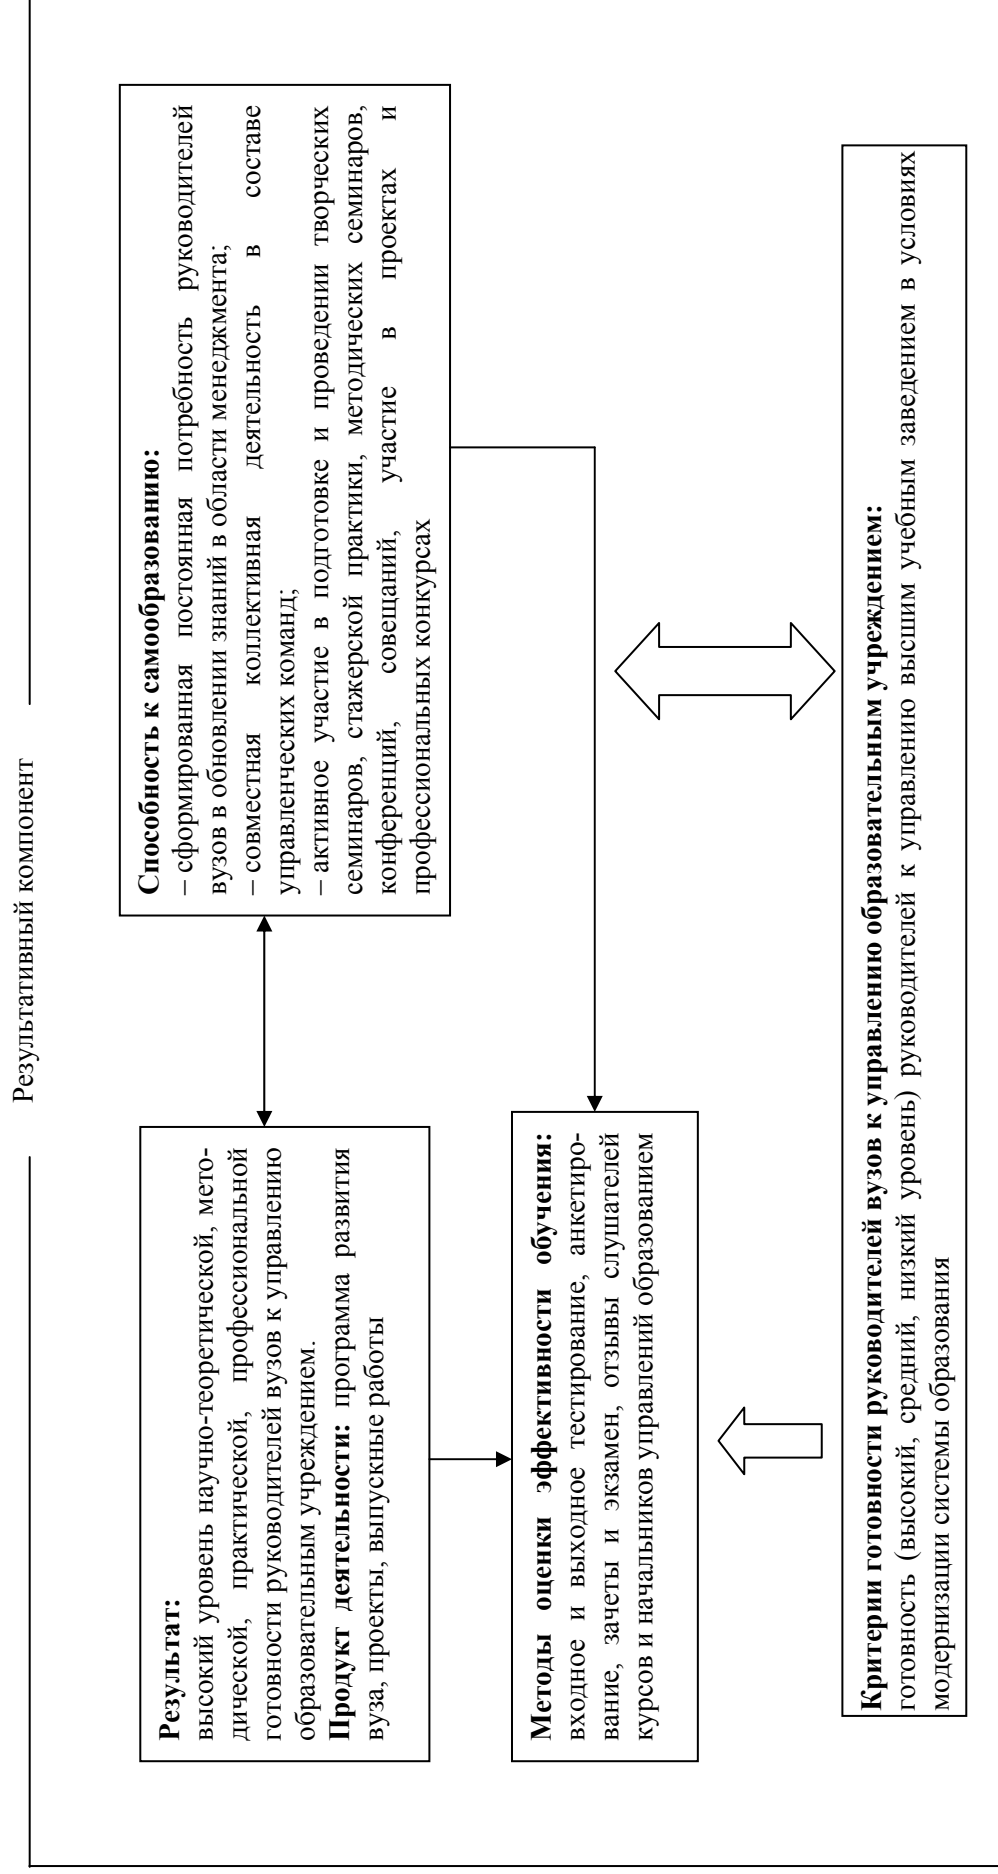 Результативный компонент
Результат:
высокий уровень научно-теоретической, мето-
дической, практической, профессиональной
готовности руководителей вузов к управлению
образовательным учреждением.
Продукт деятельности: программа развития
вуза, проекты, выпускные работы
Способность к самообразованию:
– сформированная постоянная потребность руководителей
вузов в обновлении знаний в области менеджмента;
– совместная коллективная деятельность в составе
управленческих команд;
– активное участие в подготовке и проведении творческих
семинаров, стажерской практики, методических семинаров,
конференций, совещаний, участие в проектах и
профессиональных конкурсах
Методы оценки эффективности обучения:
входное и выходное тестирование, анкетиро-
вание, зачеты и экзамен, отзывы слушателей
курсов и начальников управлений образованием
Критерии готовности руководителей вузов к управлению образовательным учреждением:
готовность (высокий, средний, низкий уровень) руководителей к управлению высшим учебным заведением в условиях
модернизации системы образования